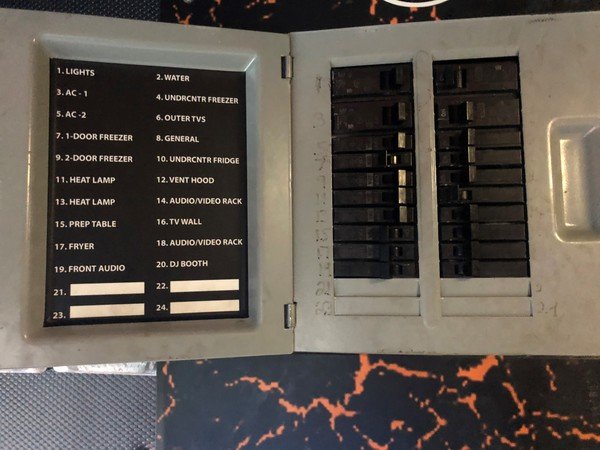 1. LIGHTS
2. WATER
3. AC - 1
4. UNDRCNTR FREEZER
5. AC -2
6. OUTER TVS
7. 1-DOOR FREEZER
8. GENERAL
9. 2-DOOR FREEZER
10. UNDRCNTR FRIDGE
11. HEAT LAMP
12. VENT HOOD
13. HEAT LAMP
14. AUDIO/VIDEO RACK
15. PREP TABLE
16. TV WALL
17. FRYER
18. AUDIO/VIDEO RACK
19. FRONT AUDIO
20. DJ BOOTH
21.
22.
23.
24.